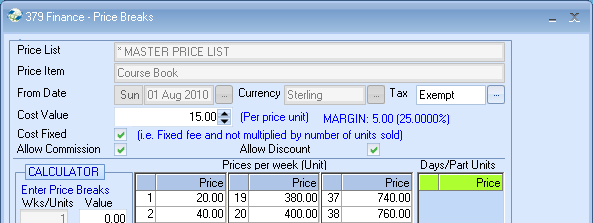 379 Finance - Price Breaks
Price List * MASTER PRICE LIST
Price Item Course Book
From Date Sun 01 Aug 2010 ... Currency Sterling ... Tax Exempt ...
Cost Value 15.00 (Per price unit) MARGIN: 5.00 (25.0000%)
Cost Fixed (i.e. Fixed fee and not multiplied by number of units sold)
Allow Commission Allow Discount
CALCULATOR Prices per week (Unit) Days/Part Units
Enter Price Breaks Price Price Price Price
Wks/Units Value 1 20.00 19 380.00 37 740.00
1 0.00 2 40.00 20 400.00 38 760.00